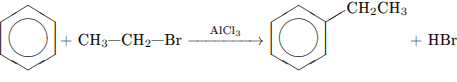 CH₂CH₃
+ CH₃—CH₂—Br AlCl₃ + HBr